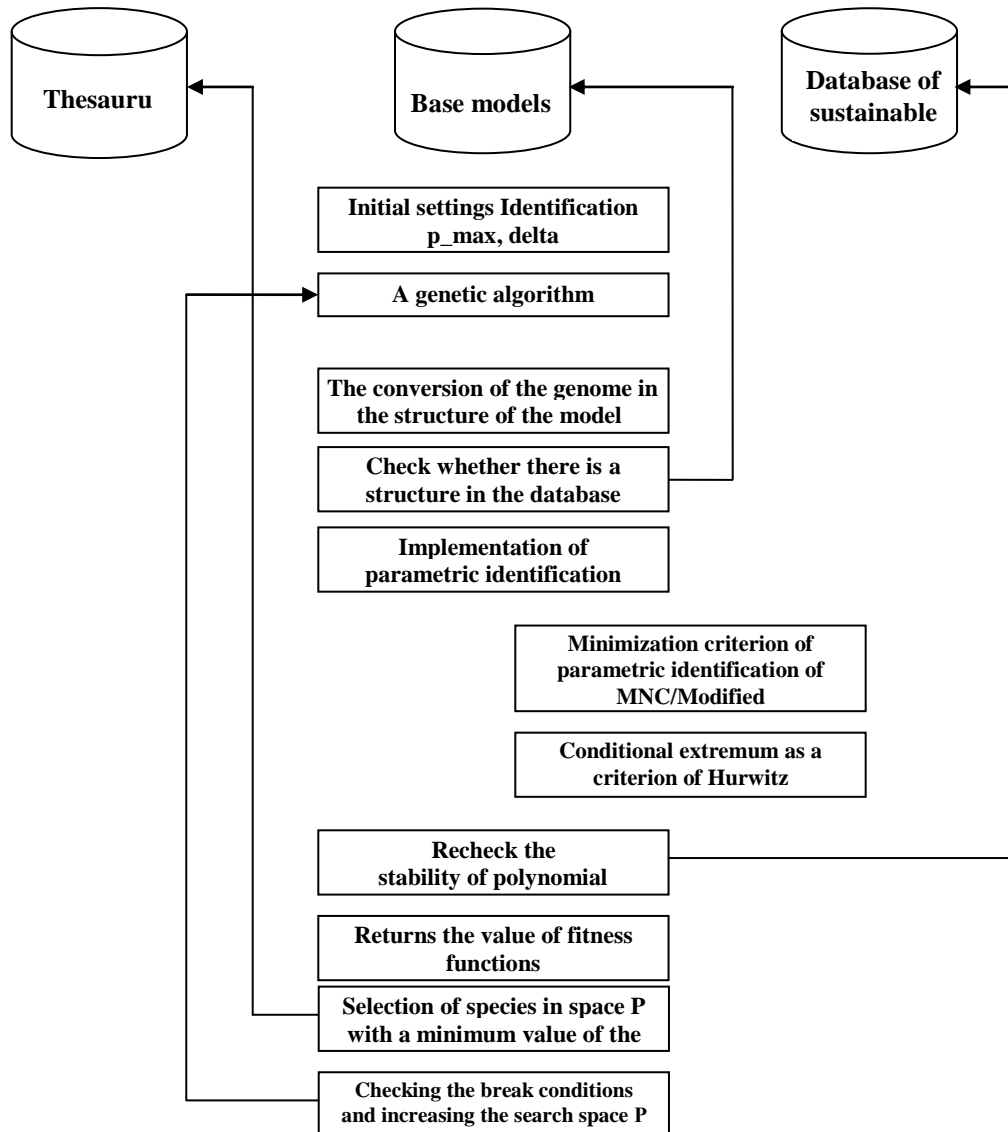 Thesauru
Base models
Database of
sustainable
Initial settings Identification
p_max, delta
A genetic algorithm
The conversion of the genome in
the structure of the model
Check whether there is a
structure in the database
Implementation of
parametric identification
Minimization criterion of
parametric identification of
MNC/Modified
Conditional extremum as a
criterion of Hurwitz
Recheck the
stability of polynomial
Returns the value of fitness
functions
Selection of species in space P
with a minimum value of the
Checking the break conditions
and increasing the search space P